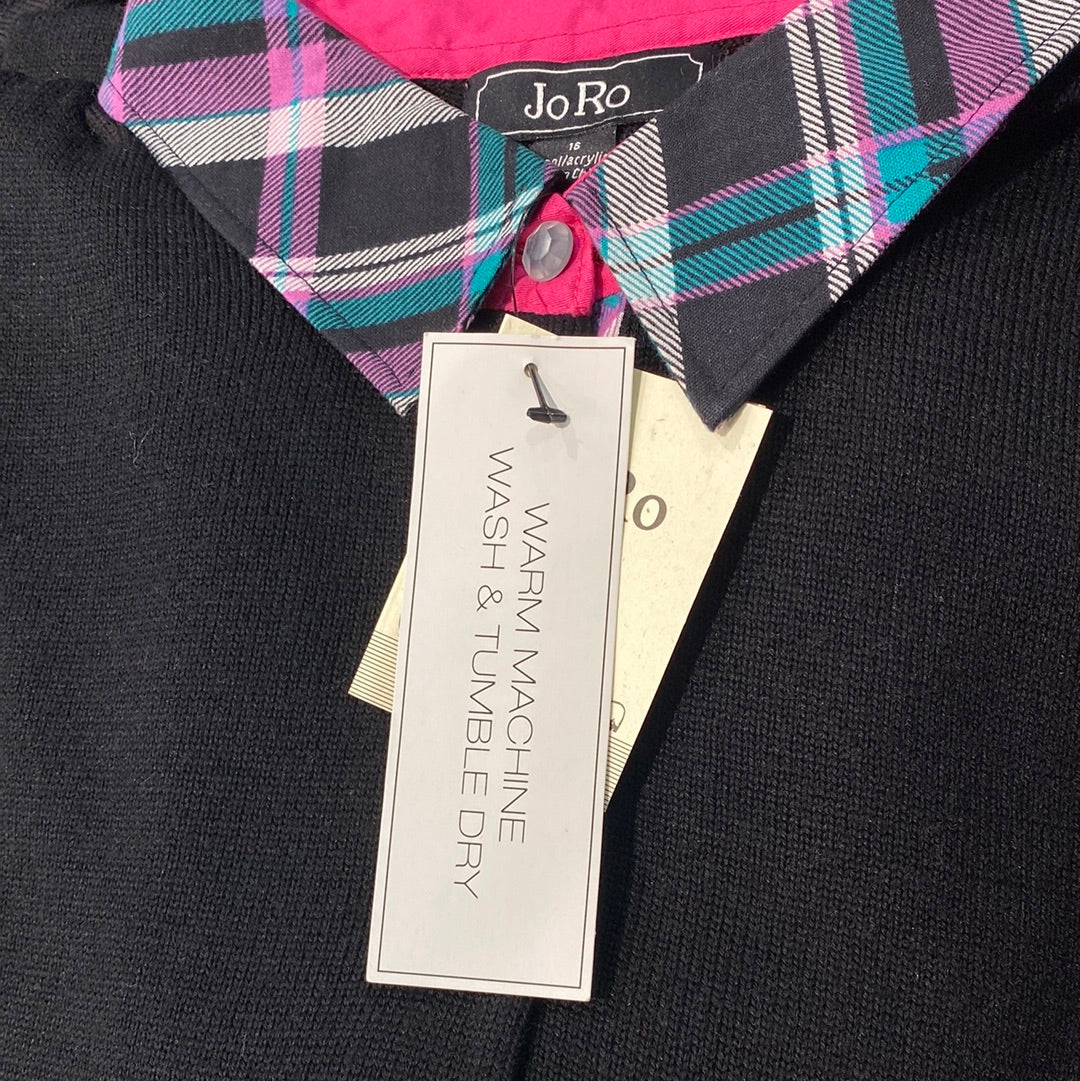 JoRo
16
WARM MACHINE
WASH & TUMBLE DRY